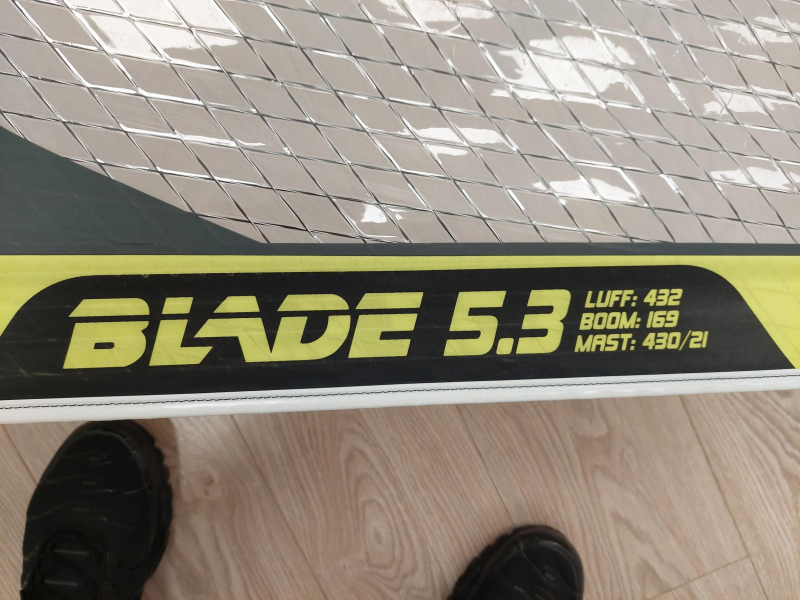 BLADE 5.3
LUFF: 432
BOOM: 169
MAST: 430/21